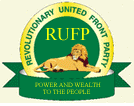 REVOLUTIONARY UNITED FRONT PARTY
RUFP
POWER AND WEALTH
TO THE PEOPLE